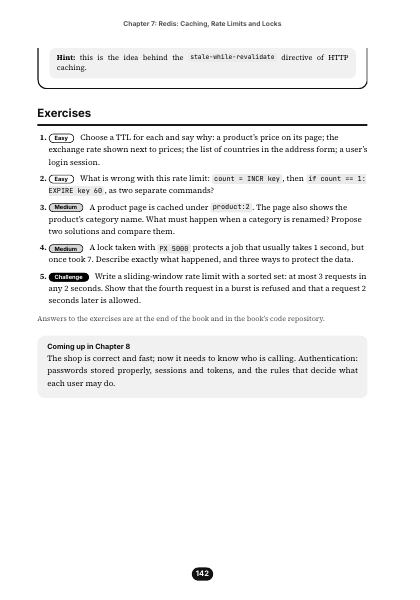 Chapter 7: Redis: Caching, Rate Limits and Locks
Hint: this is the idea behind the stale-while-revalidate directive of HTTP
caching.
Exercises
1. Easy Choose a TTL for each and say why: a product's price on its page; the
exchange rate shown next to prices; the list of countries in the address form; a user's
login session.
2. Easy What is wrong with this rate limit: count = INCR key, then if count == 1:
EXPIRE key 60, as two separate commands?
3. Medium A product page is cached under product:2. The page also shows the
product's category name. What must happen when a category is renamed? Propose
two solutions and compare them.
4. Medium A lock taken with PX 5000 protects a job that usually takes 1 second, but
once took 7. Describe exactly what happened, and three ways to protect the data.
5. Challenge Write a sliding-window rate limit with a sorted set: at most 3 requests in
any 2 seconds. Show that the fourth request in a burst is refused and that a request 2
seconds later is allowed.
Answers to the exercises are at the end of the book and in the book's code repository.
Coming up in Chapter 8
The shop is correct and fast; now it needs to know who is calling. Authentication:
passwords stored properly, sessions and tokens, and the rules that decide what
each user may do.
142